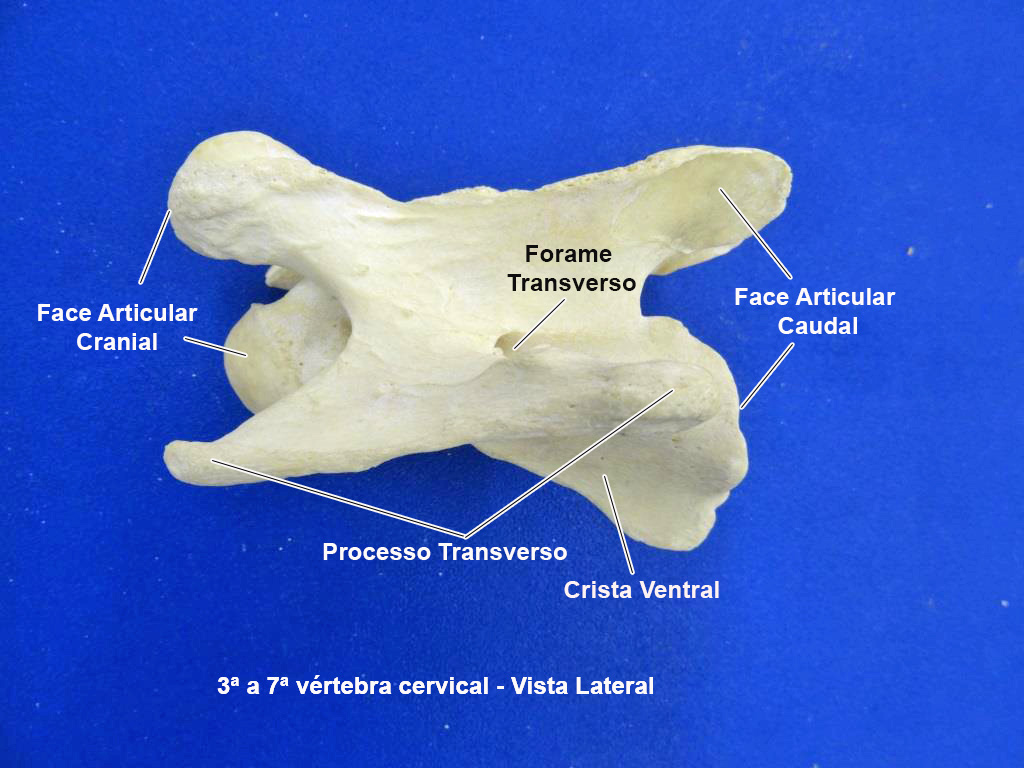 Forame
Transverso
Face Articular
Cranial
Face Articular
Caudal
Processo Transverso
Crista Ventral
3ª a 7ª vértebra cervical - Vista Lateral